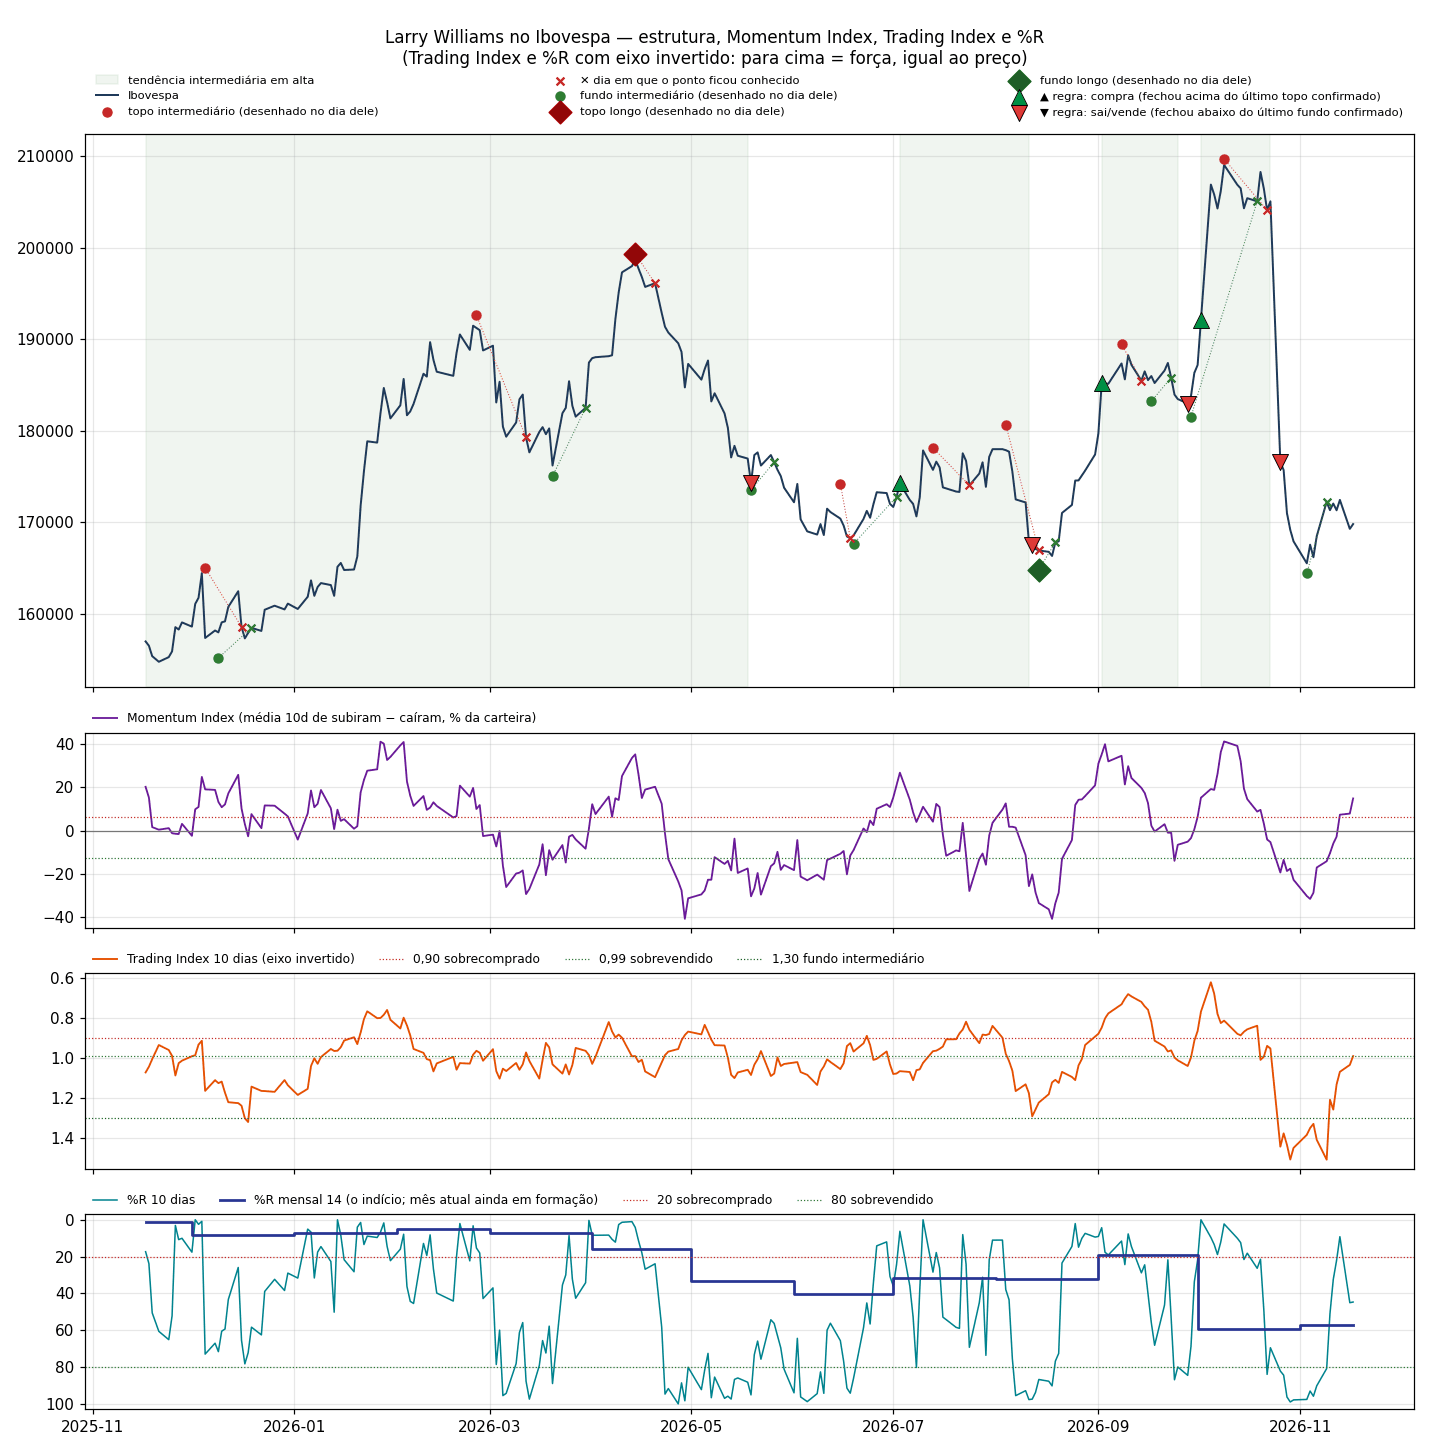 Larry Williams no Ibovespa — estrutura, Momentum Index, Trading Index e %R
(Trading Index e %R com eixo invertido: para cima = força, igual ao preço)
tendência intermediária em alta
Ibovespa
topo intermediário (desenhado no dia dele)
× dia em que o ponto ficou conhecido
fundo intermediário (desenhado no dia dele)
topo longo (desenhado no dia dele)
fundo longo (desenhado no dia dele)
▲ regra: compra (fechou acima do último topo confirmado)
▼ regra: sai/vende (fechou abaixo do último fundo confirmado)
210000
200000
190000
180000
170000
160000
Momentum Index (média 10d de subiram − caíram, % da carteira)
40
20
0
−20
−40
Trading Index 10 dias (eixo invertido)
0,90 sobrecomprado
0,99 sobrevendido
1,30 fundo intermediário
0.6
0.8
1.0
1.2
1.4
%R 10 dias
%R mensal 14 (o indício; mês atual ainda em formação)
20 sobrecomprado
80 sobrevendido
0
20
40
60
80
100
2025-11
2026-01
2026-03
2026-05
2026-07
2026-09
2026-11